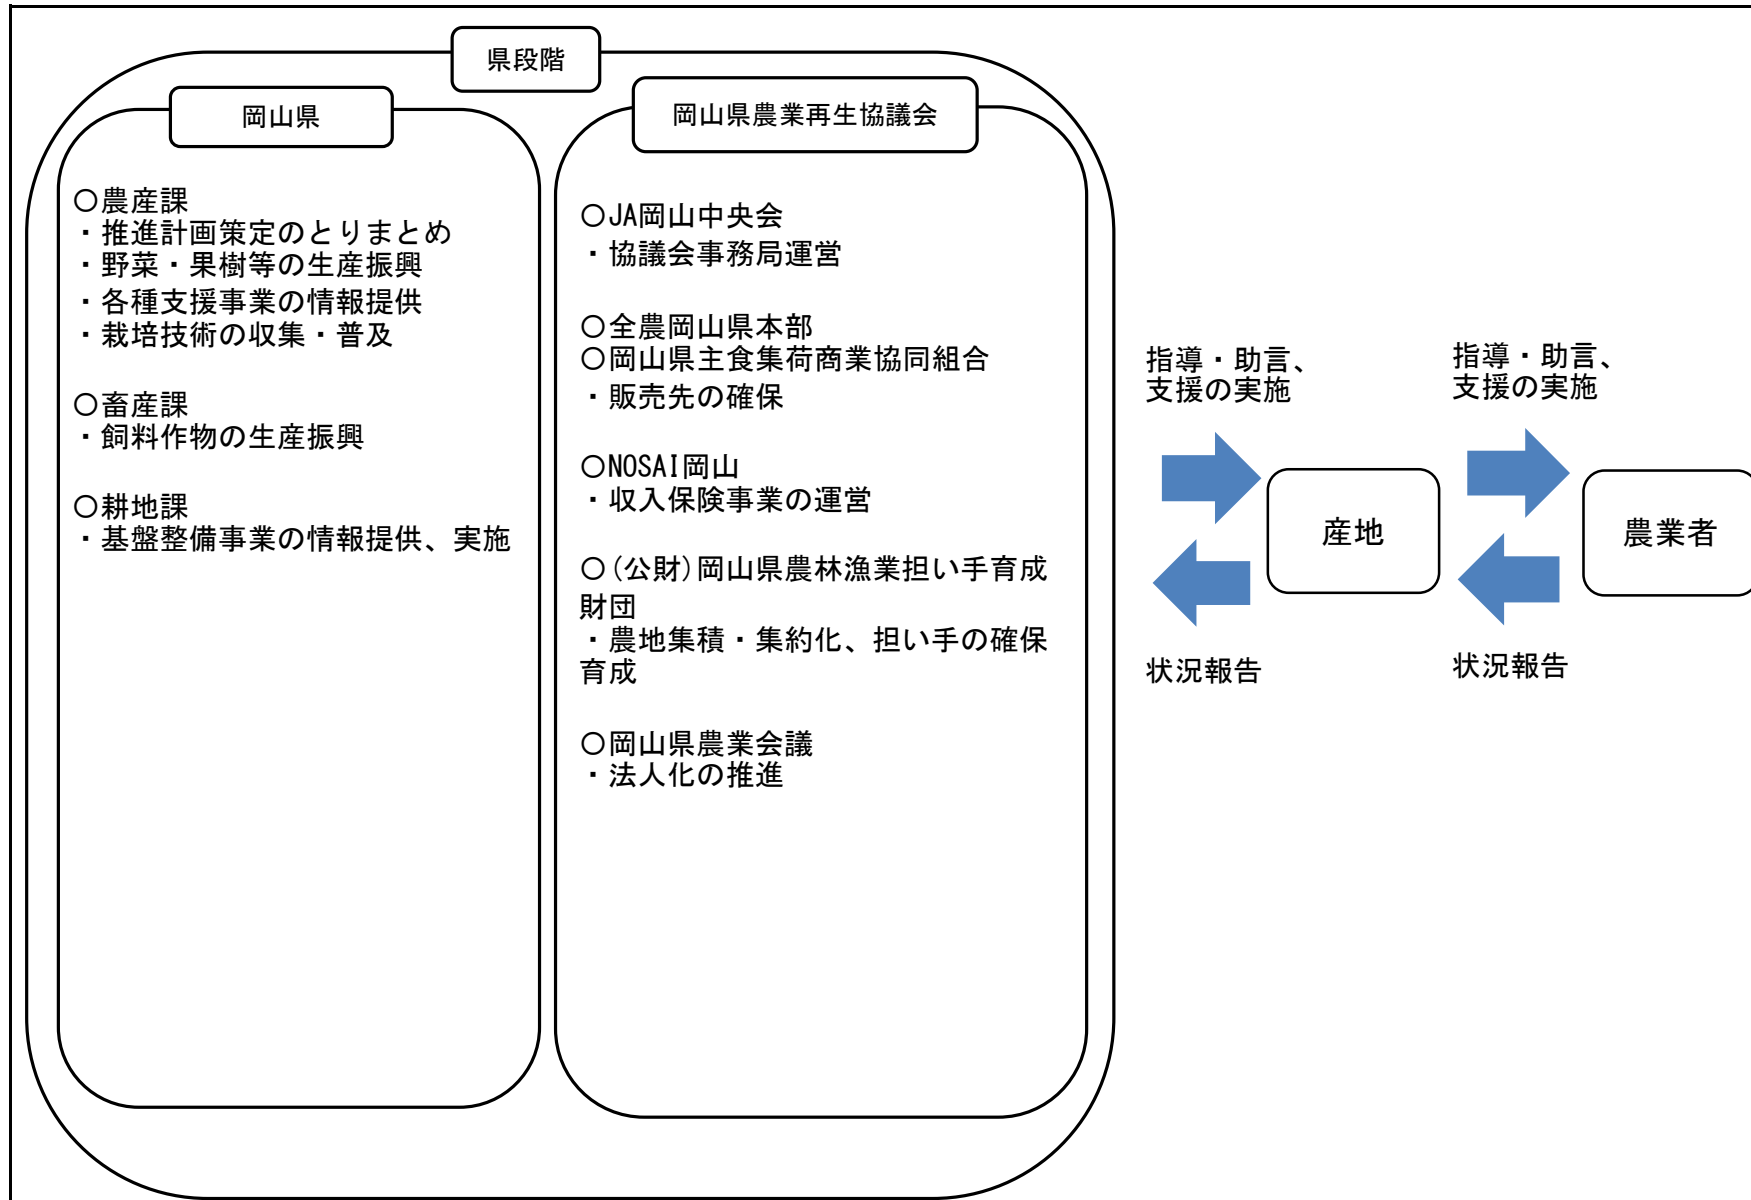 県段階
岡山県
○農産課
・推進計画策定のとりまとめ
・野菜・果樹等の生産振興
・各種支援事業の情報提供
・栽培技術の収集・普及
○畜産課
・飼料作物の生産振興
○耕地課
・基盤整備事業の情報提供、実施
岡山県農業再生協議会
○JA岡山中央会
・協議会事務局運営
○全農岡山県本部
○岡山県主食集荷商業協同組合
・販売先の確保
○NOSAI岡山
・収入保険事業の運営
○(公財)岡山県農林漁業担い手育成
財団
・農地集積・集約化、担い手の確保
育成
○岡山県農業会議
・法人化の推進
指導・助言、
支援の実施
状況報告
産地
指導・助言、
支援の実施
状況報告
農業者